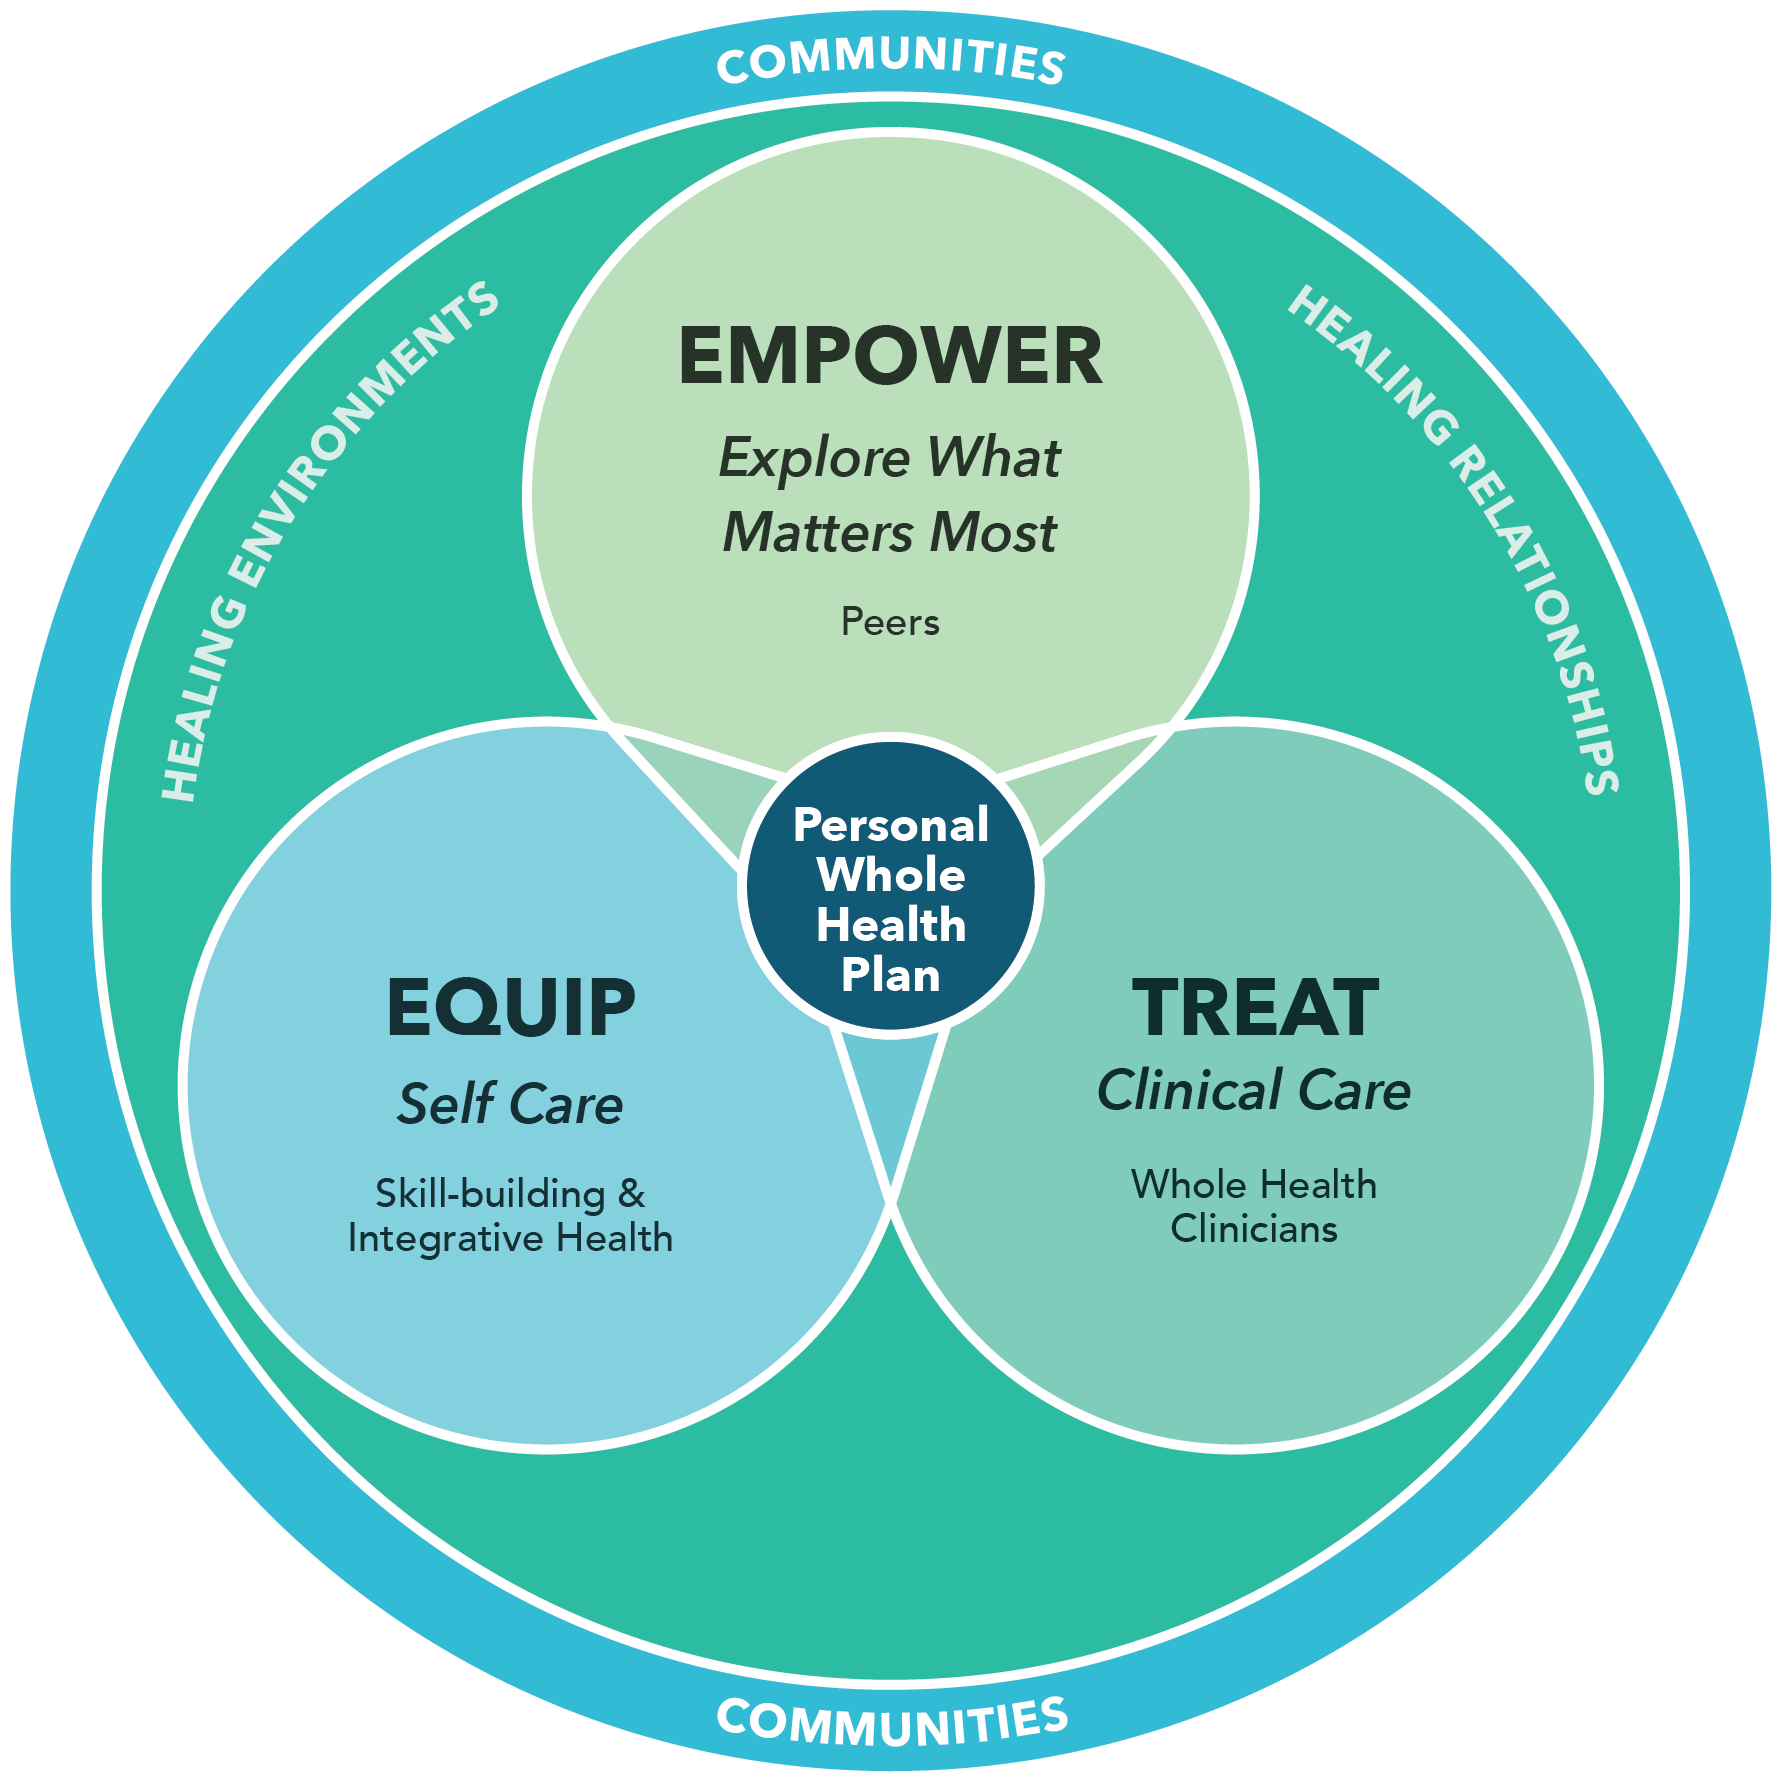 COMMUNITIES
HEALING ENVIRONMENTS
HEALING RELATIONSHIPS
EMPOWER
Explore What
Matters Most
Peers
Personal
Whole
Health
Plan
EQUIP
Self Care
Skill-building &
Integrative Health
TREAT
Clinical Care
Whole Health
Clinicians
COMMUNITIES